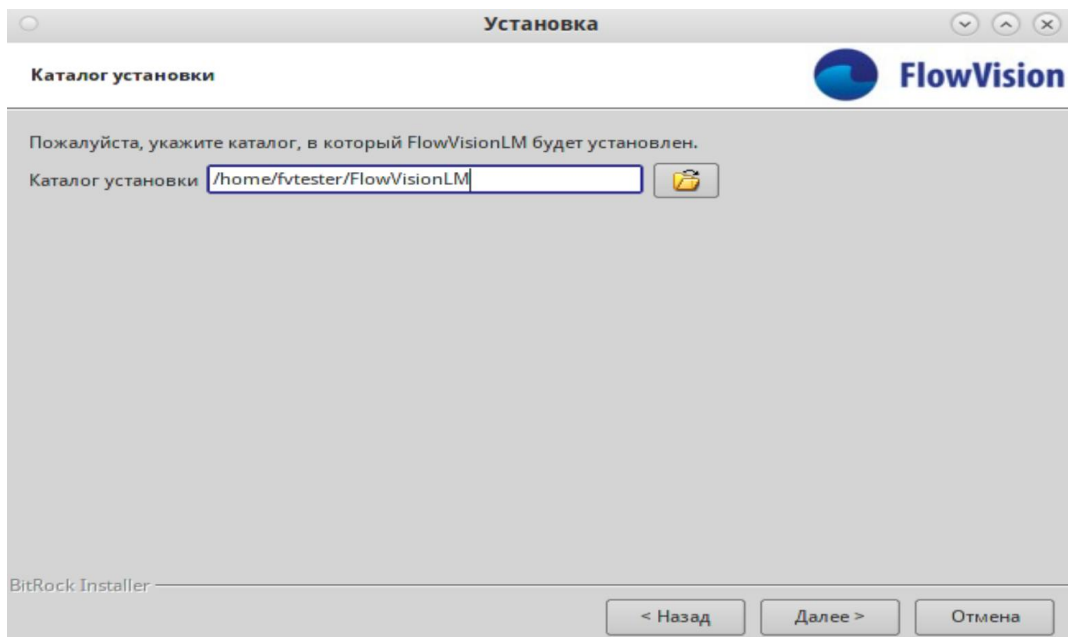 Установка
Каталог установки
FlowVision
Пожалуйста, укажите каталог, в который FlowVisionLM будет установлен.
Каталог установки /home/fvtester/FlowVisionLM
BitRock Installer
< Назад Далее > Отмена